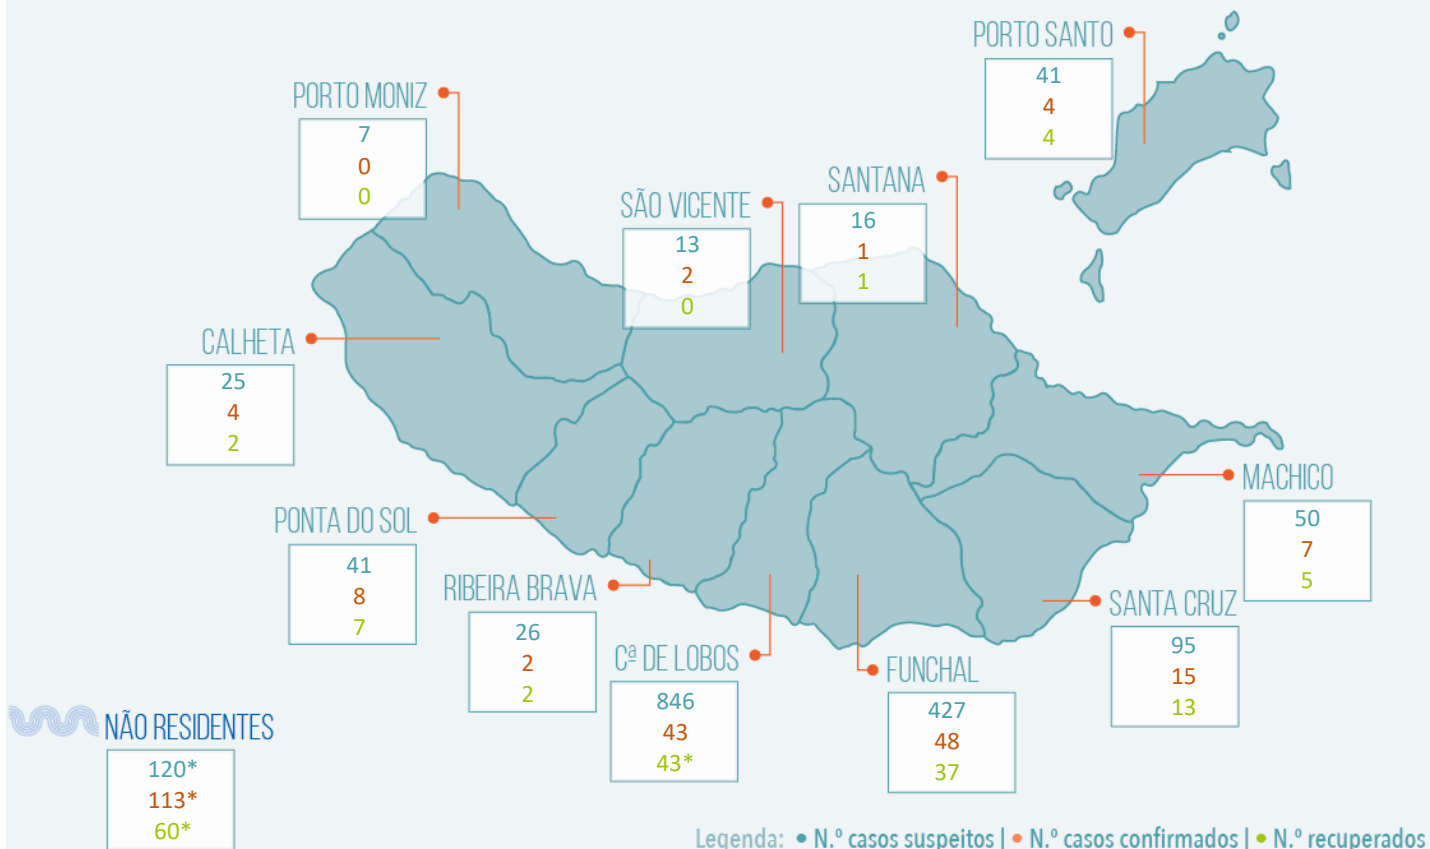 PORTO SANTO
41
4
4
PORTO MONIZ
7
0
0
SANTANA
16
1
1
SÃO VICENTE
13
2
0
CALHETA
25
4
2
MACHICO
50
7
5
PONTA DO SOL
41
8
7
RIBEIRA BRAVA
26
2
2
SANTA CRUZ
95
15
13
Cª DE LOBOS
846
43
43*
FUNCHAL
427
48
37
NÃO RESIDENTES
120*
113*
60*
Legenda: • N.º casos suspeitos | • N.º casos confirmados | • N.º recuperados